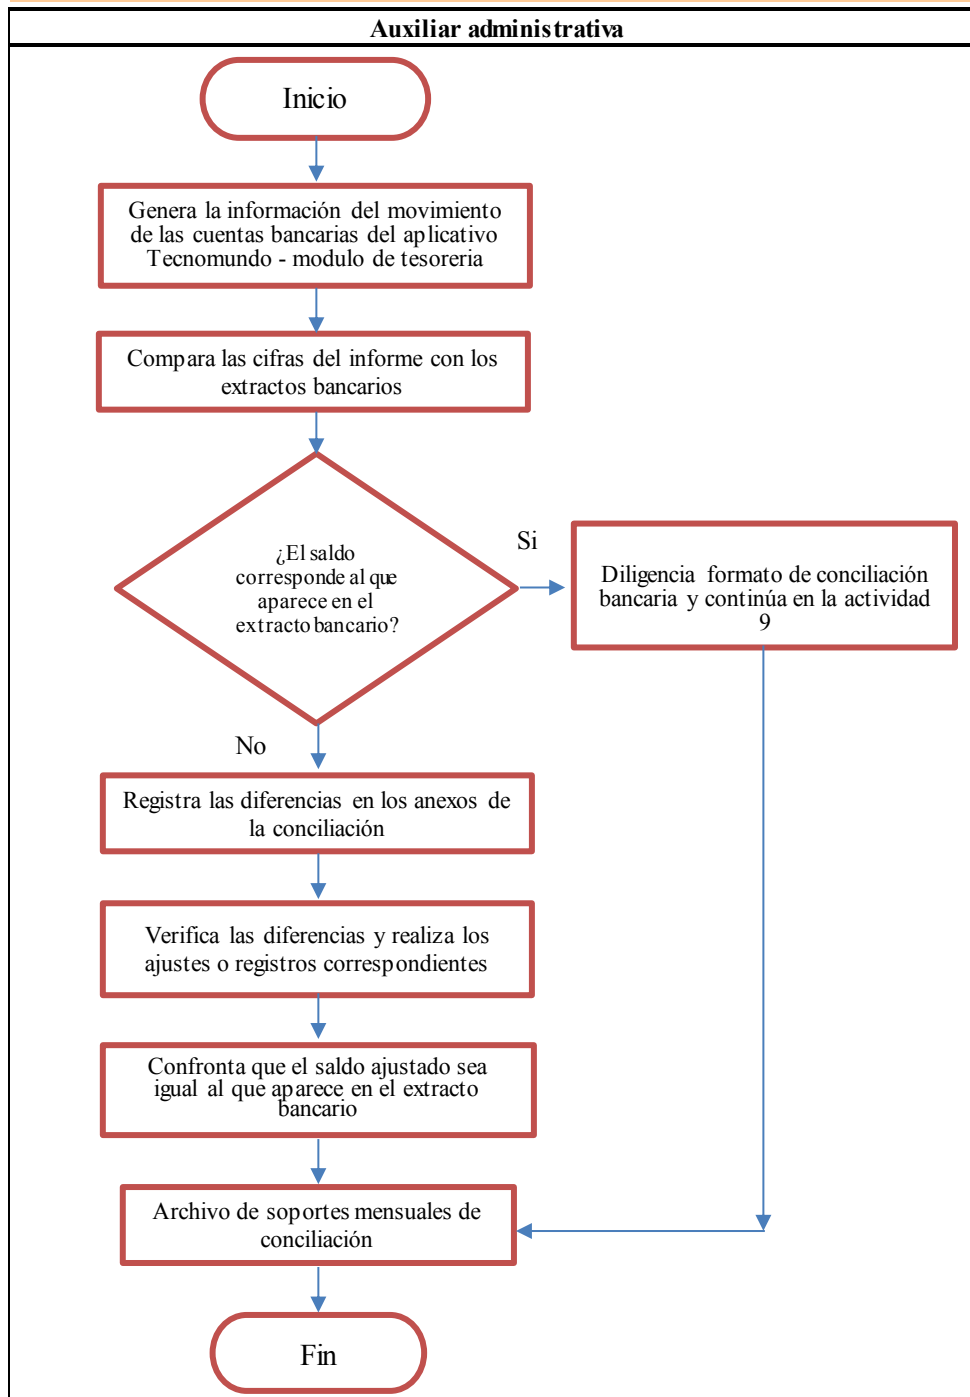 Auxiliar administrativa
Inicio
Genera la información del movimiento
de las cuentas bancarias del aplicativo
Tecnomundo - modulo de tesoreria
Compara las cifras del informe con los
extractos bancarios
¿El saldo
corresponde al que
aparece en el
extracto bancario?
Si
Diligencia formato de conciliación
bancaria y continúa en la actividad
9
No
Registra las diferencias en los anexos de
la conciliación
Verifica las diferencias y realiza los
ajustes o registros correspondientes
Confronta que el saldo ajustado sea
igual al que aparece en el extracto
bancario
Archivo de soportes mensuales de
conciliación
Fin